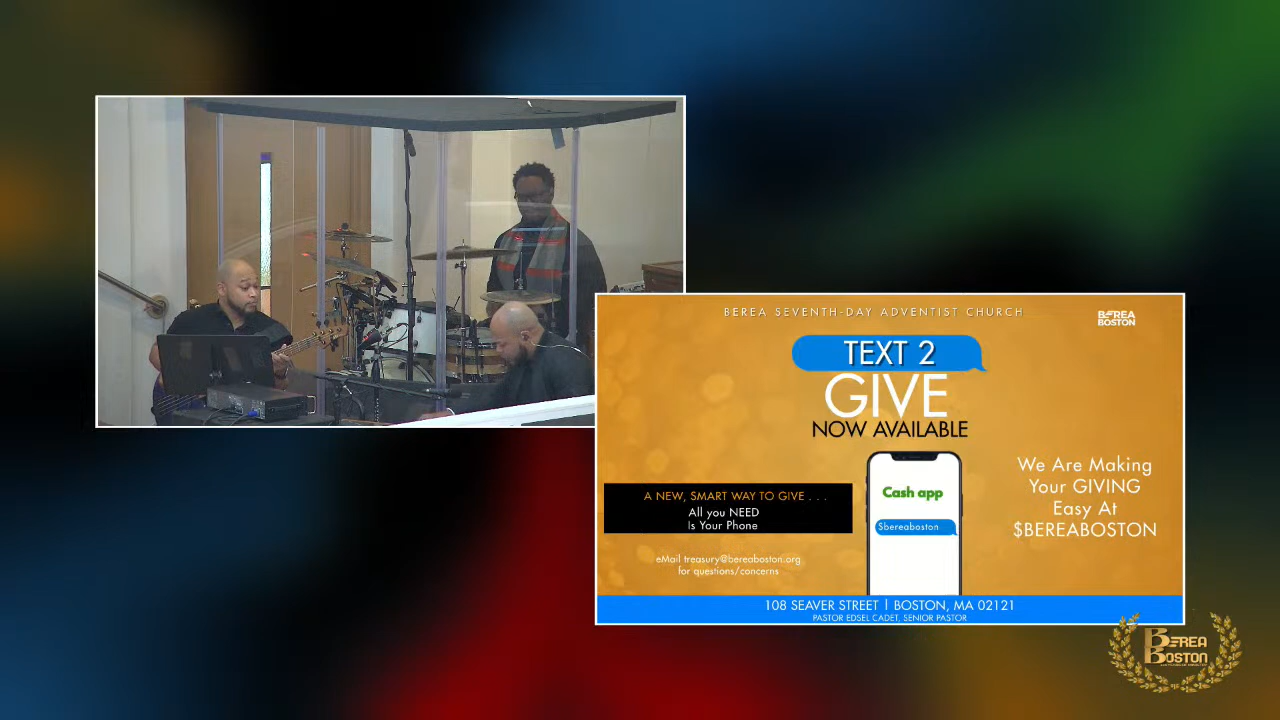 BEREA SEVENTH-DAY ADVENTIST CHURCH
BEREA
BOSTON
TEXT 2
GIVE
NOW AVAILABLE
A NEW, SMART WAY TO GIVE . . .
All you NEED
Is Your Phone
eMail treasury@bereaboston.org
for questions/concerns
Cash app
$bereaboston
We Are Making
Your GIVING
Easy At
$BEREABOSTON
108 SEAVER STREET | BOSTON, MA 02121
PASTOR EDSEL CADET, SENIOR PASTOR
BEREA
BOSTON